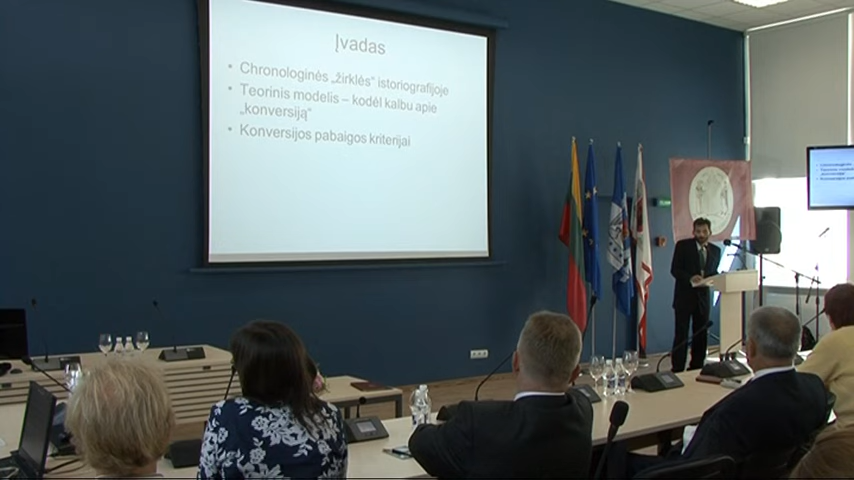 Įvadas
• Chronologinės „žirklės“ istoriografijoje
• Teorinis modelis – kodėl kalbu apie
„konversiją“
• Konversijos pabaigos kriterijai